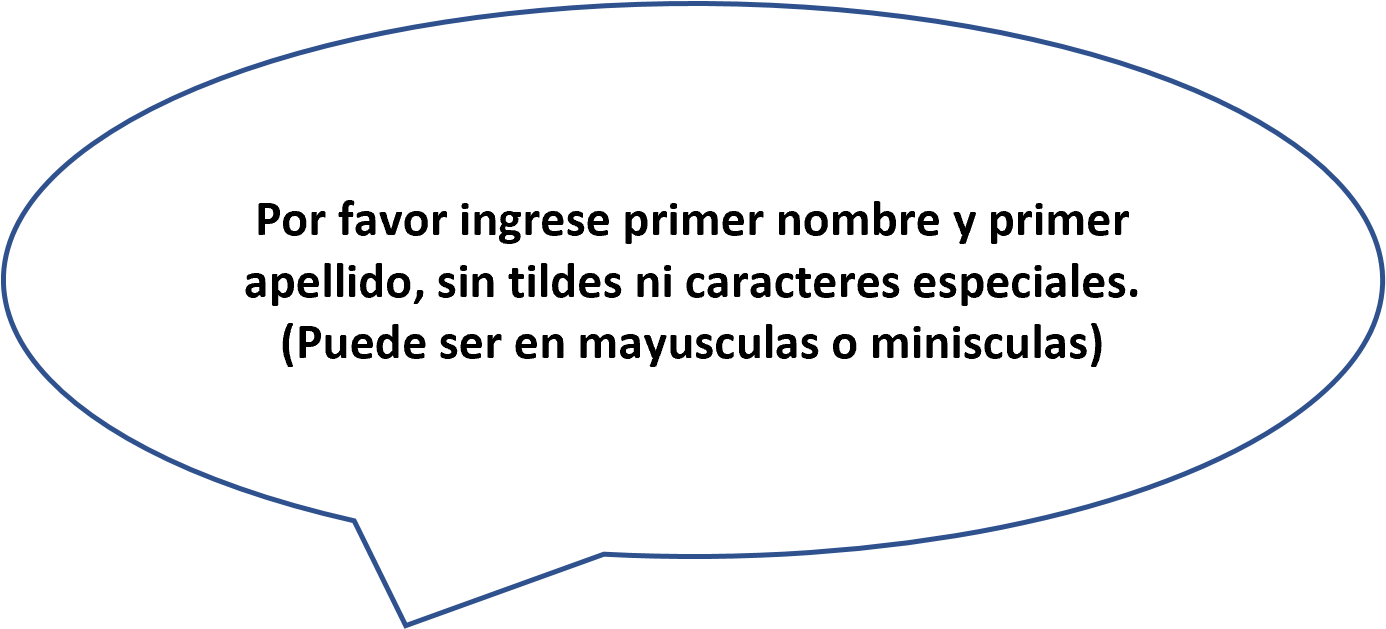 Por favor ingrese primer nombre y primer
apellido, sin tildes ni caracteres especiales.
(Puede ser en mayusculas o minisculas)